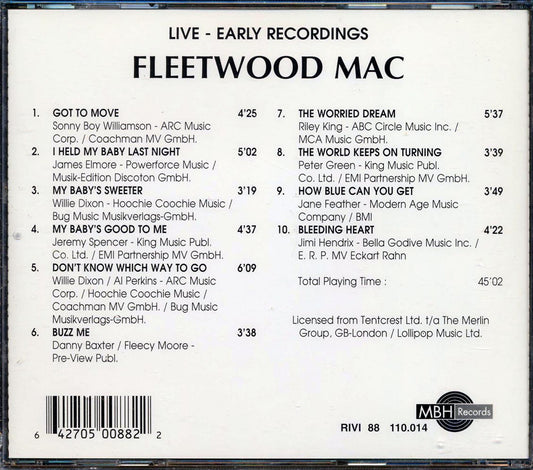 LIVE - EARLY RECORDINGS
FLEETWOOD MAC
1. GOT TO MOVE 4'25
Sonny Boy Williamson - ARC Music
Corp. / Coachman MV GmbH.
2. I HELD MY BABY LAST NIGHT 5'02
James Elmore - Powerforce Music /
Musik-Edition Discoton GmbH.
3. MY BABY'S SWEETER 3'19
Willie Dixon - Hoochie Coochie Music /
Bug Music Musikverlags-GmbH.
4. MY BABY'S GOOD TO ME 4'37
Jeremy Spencer - King Music Publ.
Co. Ltd. / EMI Partnership MV GmbH.
5. DON'T KNOW WHICH WAY TO GO 6'09
Willie Dixon / Al Perkins - ARC Music
Corp. / Hoochie Coochie Music /
Coachman MV GmbH. / Bug Music
Musikverlags-GmbH.
6. BUZZ ME 3'38
Danny Baxter / Fleecy Moore -
Pre-View Publ.
7. THE WORRIED DREAM 5'37
Riley King - ABC Circle Music Inc. /
MCA Music GmbH.
8. THE WORLD KEEPS ON TURNING 3'39
Peter Green - King Music Publ.
Co. Ltd. / EMI Partnership MV GmbH.
9. HOW BLUE CAN YOU GET 3'49
Jane Feather - Modern Age Music
Company / BMI
10. BLEEDING HEART 4'22
Jimi Hendrix - Bella Godive Music Inc. /
E. R. P. MV Eckart Rahn
Total Playing Time : 45'02
Licensed from Tentcrest Ltd. t/a The Merlin
Group, GB-London / Lollipop Music Ltd.
6 42705 00882 2
MBH Records
RIVI 88 110.014